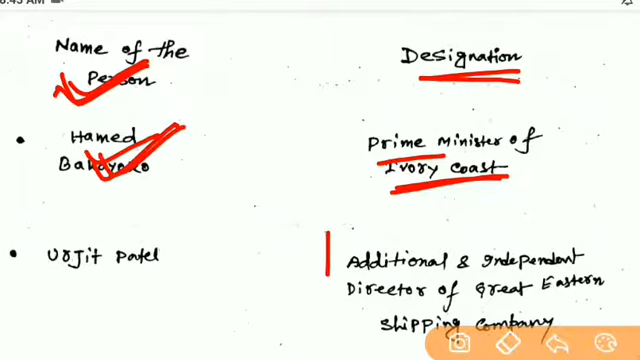 Name of the Designation
Person
• Hamed Prime Minister of
Bakayoko Ivory Coast
• Urjit Patel Additional & Independent
Director of Great Eastern
Shipping Company